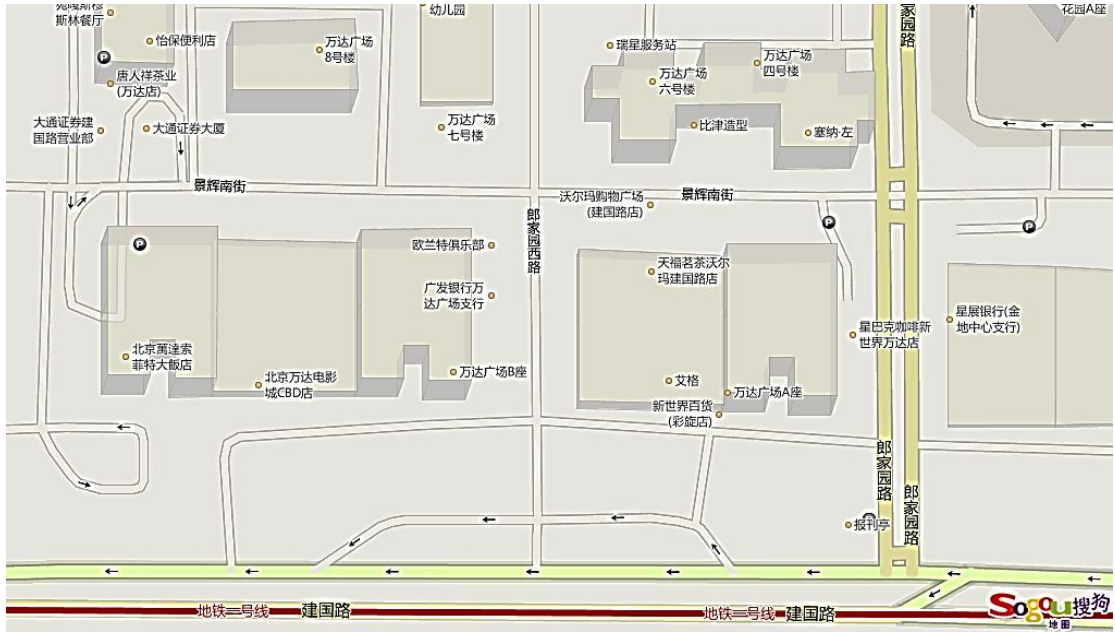 斯林餐厅
怡保便利店
万达广场
8号楼
幼儿园
瑞星服务站
万达广场
四号楼
万达广场
六号楼
郎家园路
花园A座
唐人祥茶业
(万达店)
大通证券建
国路营业部
大通证券大厦
万达广场
七号楼
比津造型
塞纳·左
景辉南街
沃尔玛购物广场
(建国路店)
景辉南街
郎家园西路
欧兰特俱乐部
广发银行万
达广场支行
天福茗茶沃尔
玛建国路店
星巴克咖啡新
世界万达店
星展银行(金
地中心支行)
北京萬達索
菲特大飯店
北京万达电影
城CBD店
万达广场B座
艾格
万达广场A座
新世界百货
(彩旋店)
郎家园路
郎家园路
报刊亭
地铁一号线
建国路
地铁一号线
建国路
Sogou搜狗
地图